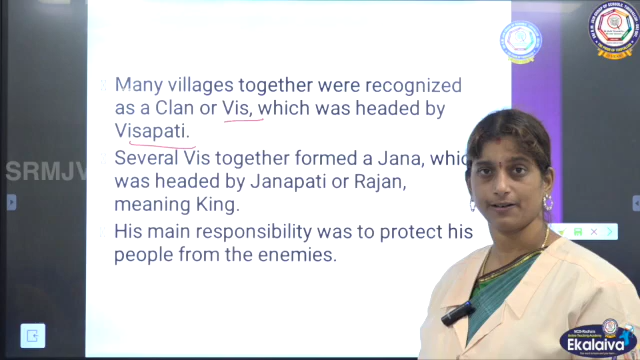 Many villages together were recognized
as a Clan or Vis, which was headed by
Visapati.
SRMJV
Several Vis together formed a Jana, whic
was headed by Janapati or Rajan,
meaning King.
His main responsibility was to protect his
people from the enemies.
Ekalaiva